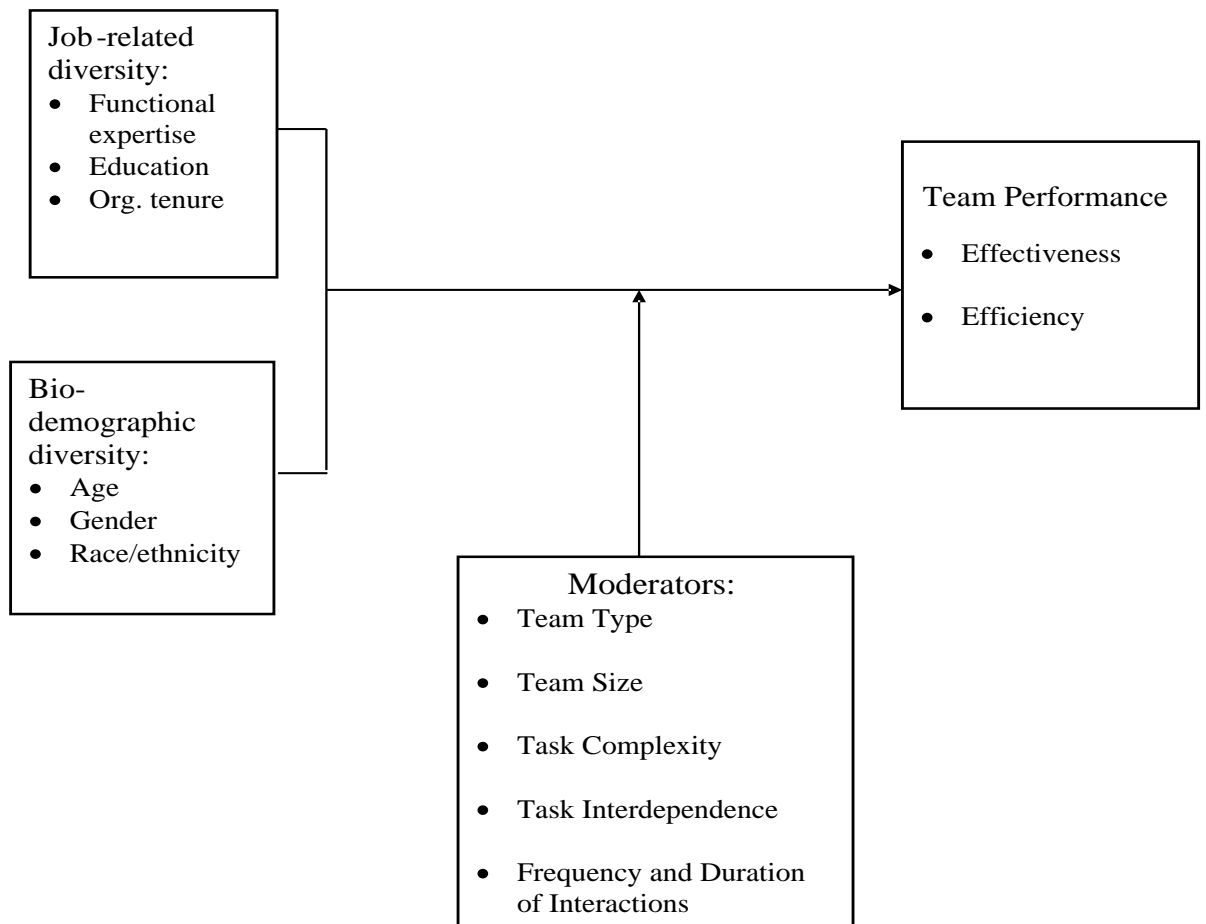 Job-related
diversity:
• Functional
expertise
• Education
• Org. tenure
Bio-
demographic
diversity:
• Age
• Gender
• Race/ethnicity
Team Performance
• Effectiveness
• Efficiency
Moderators:
• Team Type
• Team Size
• Task Complexity
• Task Interdependence
• Frequency and Duration
of Interactions